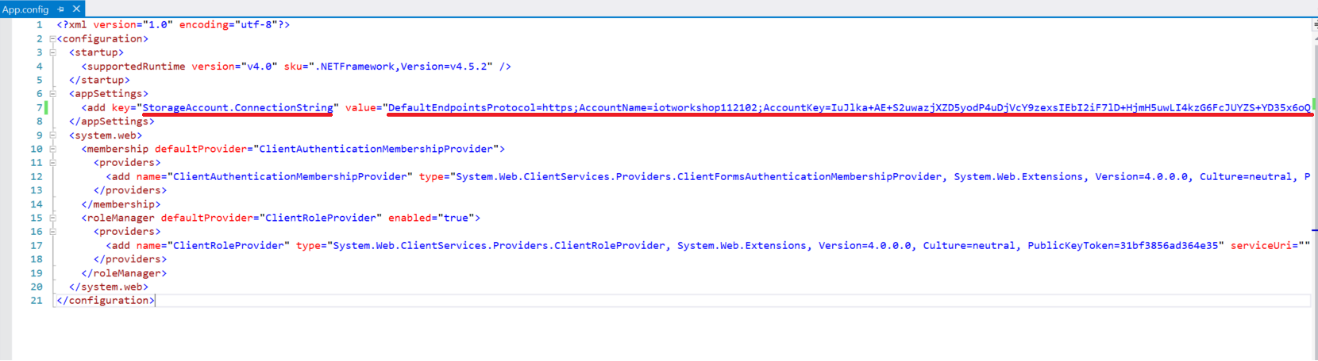 App.config
1 <?xml version="1.0" encoding="utf-8"?>
2 <configuration>
3 <startup>
4 <supportedRuntime version="v4.0" sku=".NETFramework,Version=v4.5.2" />
5 </startup>
6 <appSettings>
7 <add key="StorageAccount.ConnectionString" value="DefaultEndpointsProtocol=https;AccountName=iotworkshop112102;AccountKey=IuJlka+AE+S2uwazjXZD5yodP4uDjVcY9zexsIEbI2iF7lD+HjmH5uwLI4kzG6FcJUYZS+YD35x6oQ
8 </appSettings>
9 <system.web>
10 <membership defaultProvider="ClientAuthenticationMembershipProvider">
11 <providers>
12 <add name="ClientAuthenticationMembershipProvider" type="System.Web.ClientServices.Providers.ClientFormsAuthenticationMembershipProvider, System.Web.Extensions, Version=4.0.0.0, Culture=neutral, P
13 </providers>
14 </membership>
15 <roleManager defaultProvider="ClientRoleProvider" enabled="true">
16 <providers>
17 <add name="ClientRoleProvider" type="System.Web.ClientServices.Providers.ClientRoleProvider, System.Web.Extensions, Version=4.0.0.0, Culture=neutral, PublicKeyToken=31bf3856ad364e35" serviceUri=""
18 </providers>
19 </roleManager>
20 </system.web>
21 </configuration>